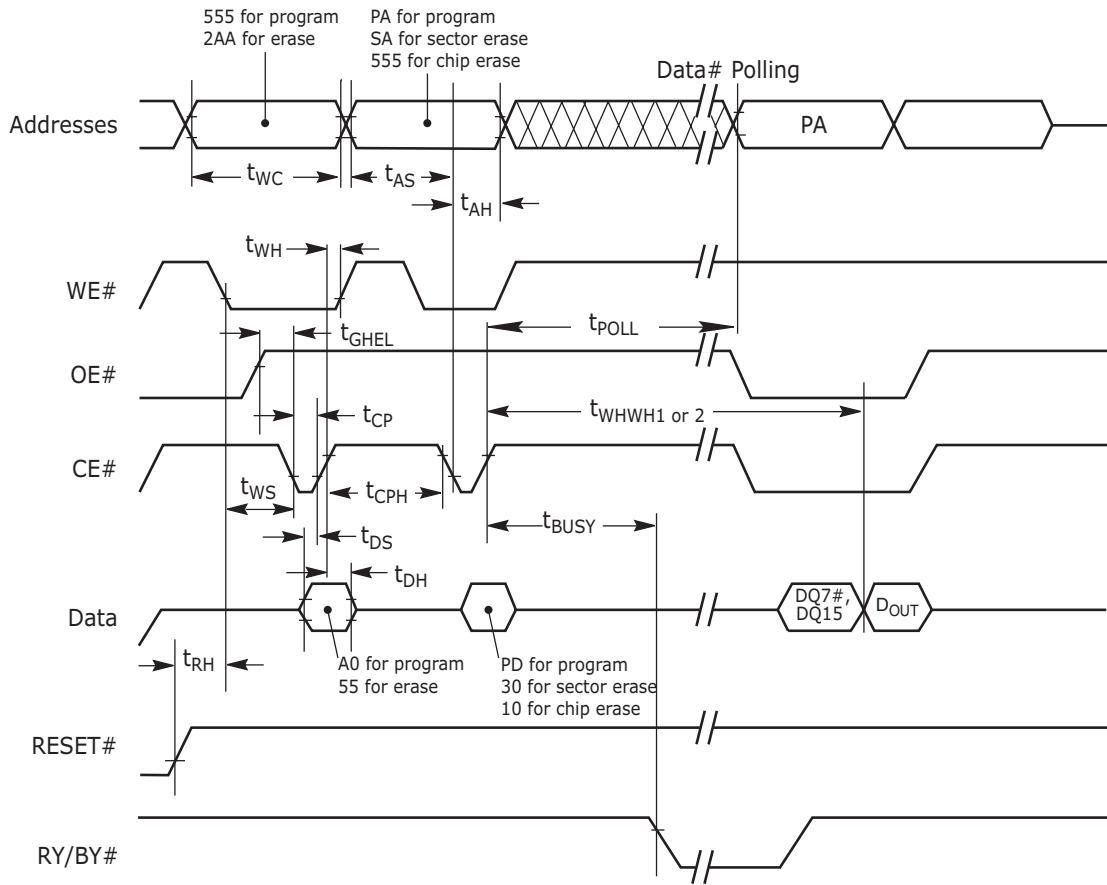 555 for program
2AA for erase
PA for program
SA for sector erase
555 for chip erase
Data# Polling
Addresses
PA
tWC
tAS
tAH
tWH
WE#
tGHEL
tPOLL
OE#
tCP
tWHWH1 or 2
CE#
tWS
tCPH
tDS
tBUSY
tDH
Data
DQ7#,
DQ15
DOUT
tRH
A0 for program
55 for erase
PD for program
30 for sector erase
10 for chip erase
RESET#
RY/BY#